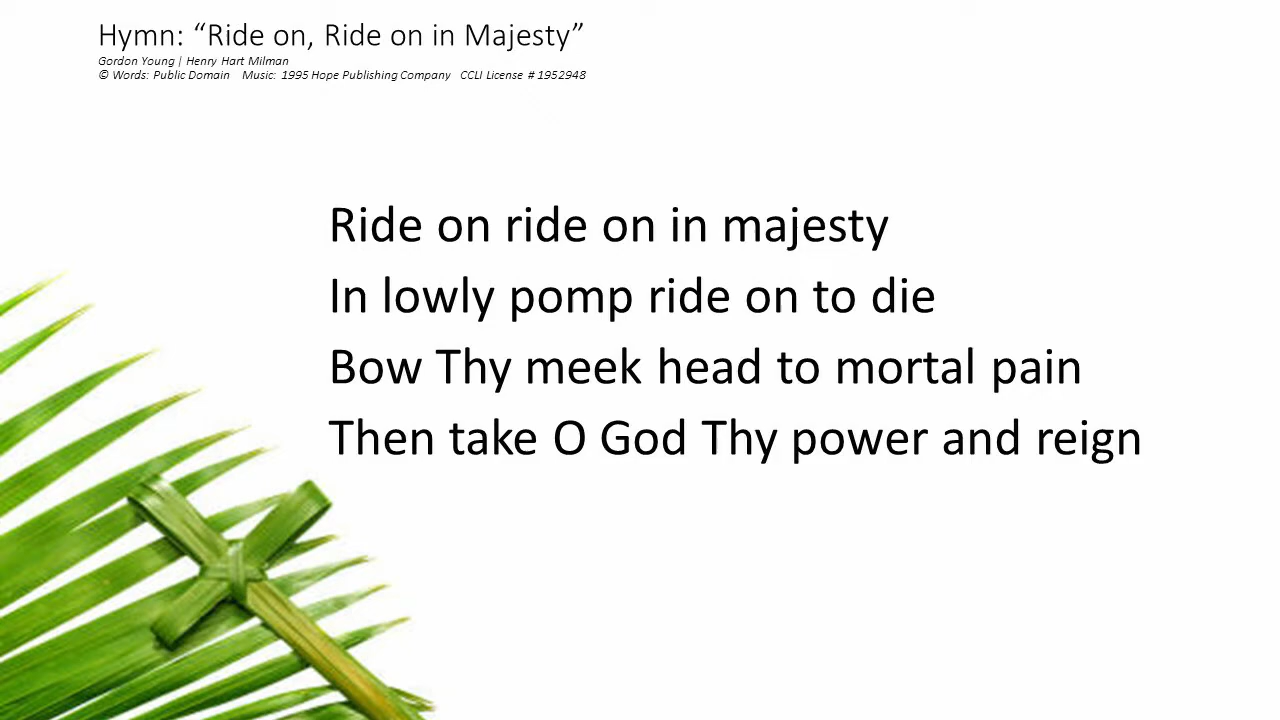 Hymn: “Ride on, Ride on in Majesty”
Gordon Young | Henry Hart Milman
© Words: Public Domain Music: 1995 Hope Publishing Company CCLI License # 1952948
Ride on ride on in majesty
In lowly pomp ride on to die
Bow Thy meek head to mortal pain
Then take O God Thy power and reign